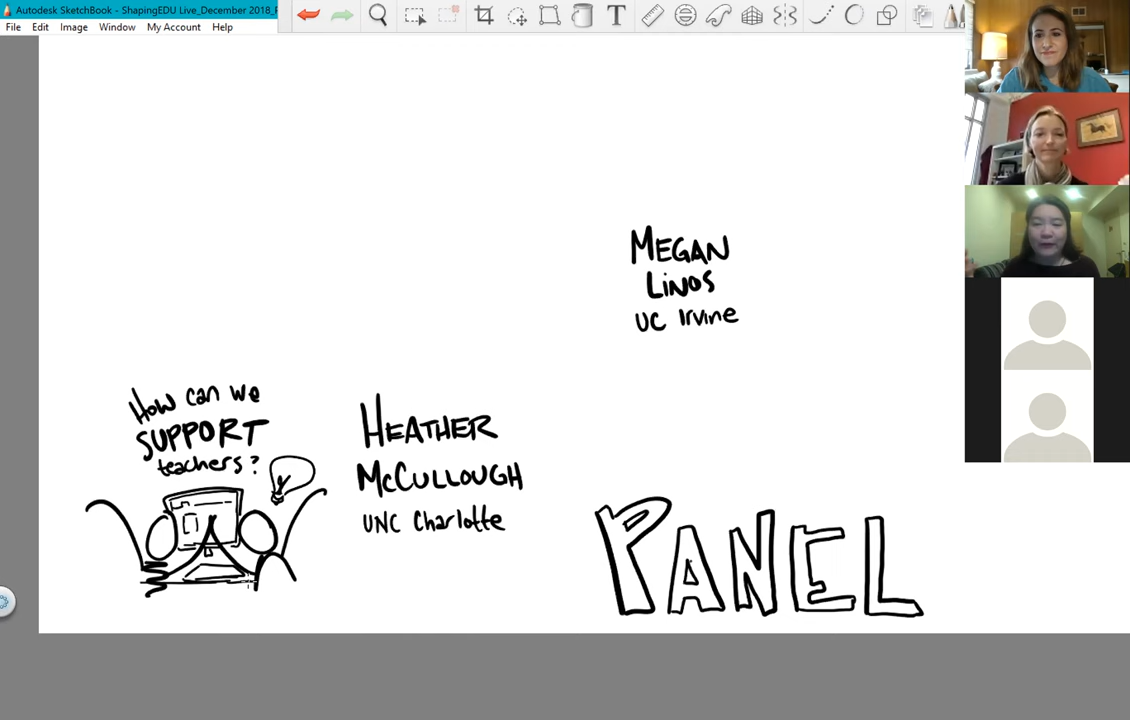 Autodesk SketchBook - ShapingEDU Live_December 2018_
File Edit Image Window My Account Help
T
MEGAN
LiNOS
UC Irvine
How can we
SUPPORT
teachers?
HEATHER
McCULLOUGH
UNC Charlotte
PANEL